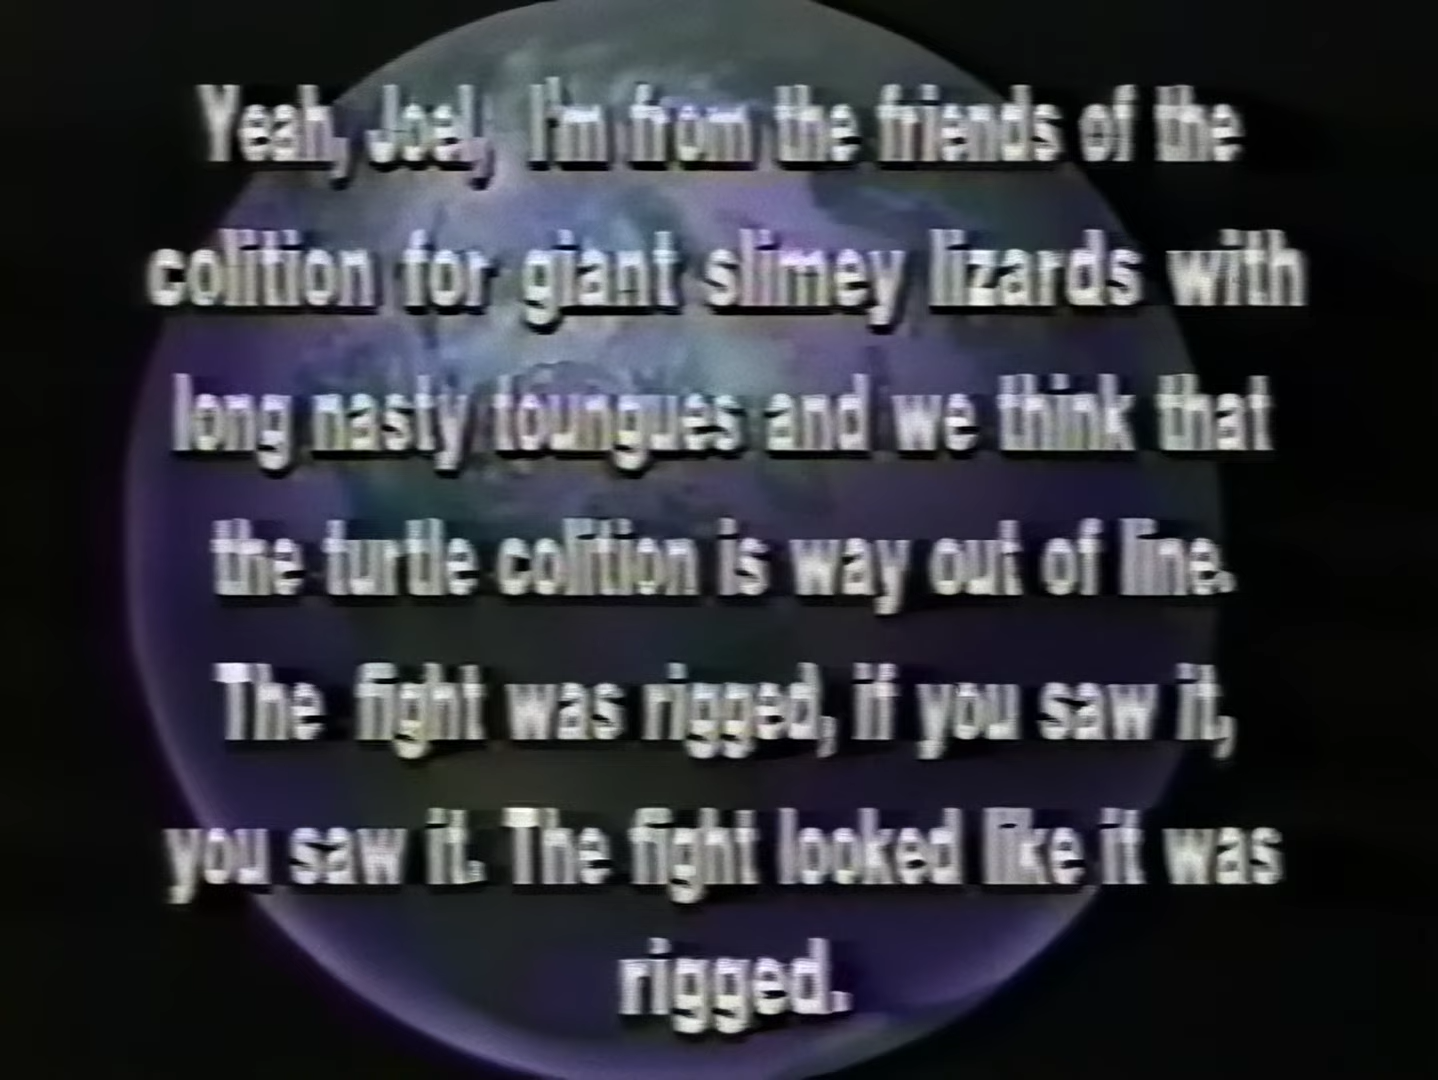 Yeah, Joel, I'm from the friends of the
colition for giant slimey lizards with
long nasty toungues and we think that
the turtle colition is way out of line.
The fight was rigged, if you saw it,
you saw it. The fight looked like it was
rigged.